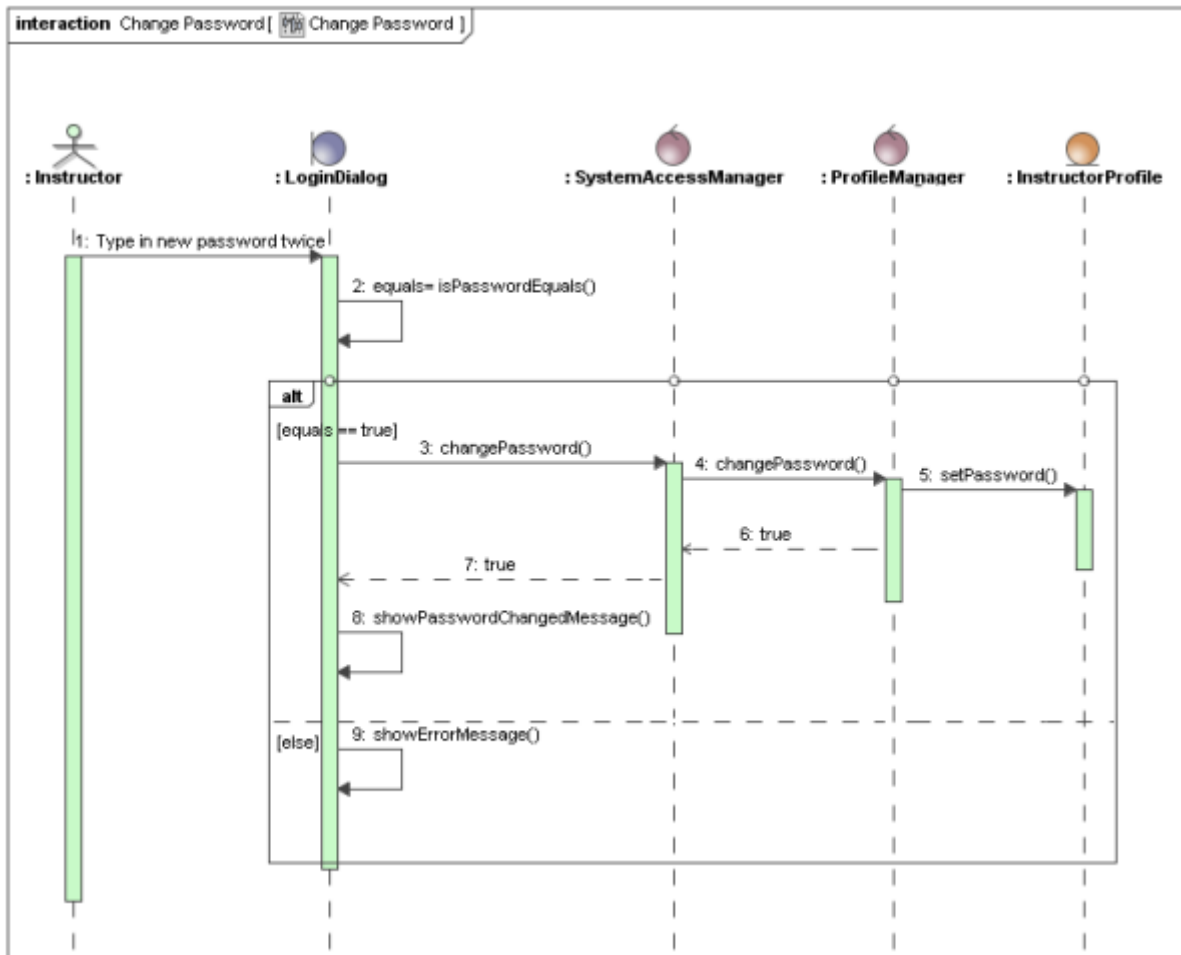 interaction Change Password[ Change Password ]
: Instructor
: LoginDialog
: SystemAccessManager
: ProfileManager
: InstructorProfile
1: Type in new password twice
2: equals= isPasswordEquals()
alt
[equals == true]
3: changePassword()
4: changePassword()
5: setPassword()
6: true
7: true
8: showPasswordChangedMessage()
[else]
9: showErrorMessage()